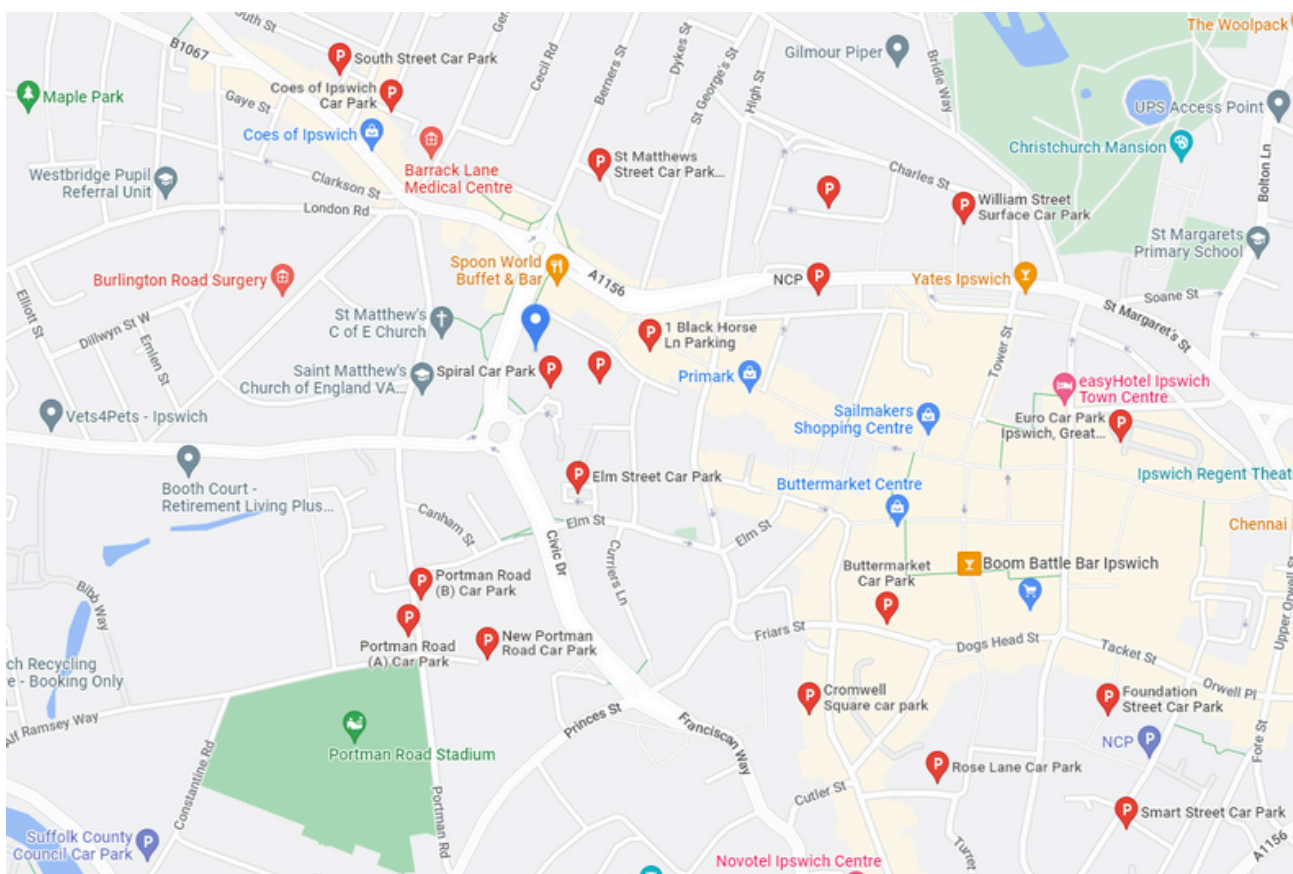 outh St
B1067
South Street Car Park
Cecil Rd
Berners St
Dykes St
St George's St
High St
Gilmour Piper
Bridle Way
The Woolpack
Maple Park
Gaye St
Coes of Ipswich
Car Park
Coes of Ipswich
UPS Access Point
Christchurch Mansion
Bolton Ln
Westbridge Pupil
Referral Unit
Clarkson St
London Rd
Barrack Lane
Medical Centre
St Matthews
Street Car Park...
Charles St
William Street
Surface Car Park
St Margarets
Primary School
Burlington Road Surgery
Spoon World
Buffet & Bar
A1156
NCP
Yates Ipswich
Soane St
St Margaret's St
Elliott St
Dillwyn St W
Emlen St
St Matthew's
C of E Church
1 Black Horse
Ln Parking
Tower St
Saint Matthew's
Church of England VA...
Spiral Car Park
Primark
easyHotel Ipswich
Town Centre
Vets4Pets - Ipswich
Sailmakers
Shopping Centre
Euro Car Park
Ipswich, Great...
Booth Court -
Retirement Living Plus...
Elm Street Car Park
Buttermarket Centre
Ipswich Regent Theat
Canham St
Elm St
Elm St
Chennai
Civic Dr
Curriers Ln
Boom Battle Bar Ipswich
Bibb Way
Portman Road
(B) Car Park
Buttermarket
Car Park
Upper Orwell St
Portman Road
(A) Car Park
New Portman
Road Car Park
Friars St
Dogs Head St
Tacket St
ch Recycling
e - Booking Only
Orwell Pl
Alf Ramsey Way
Princes St
Cromwell
Square car park
Foundation
Street Car Park
Franciscan Way
NCP
Fore St
Portman Road Stadium
Constantine Rd
Rose Lane Car Park
Cutler St
Portman Rd
Smart Street Car Park
Suffolk County
Council Car Park
Turret
A1156
Novotel Ipswich Centre